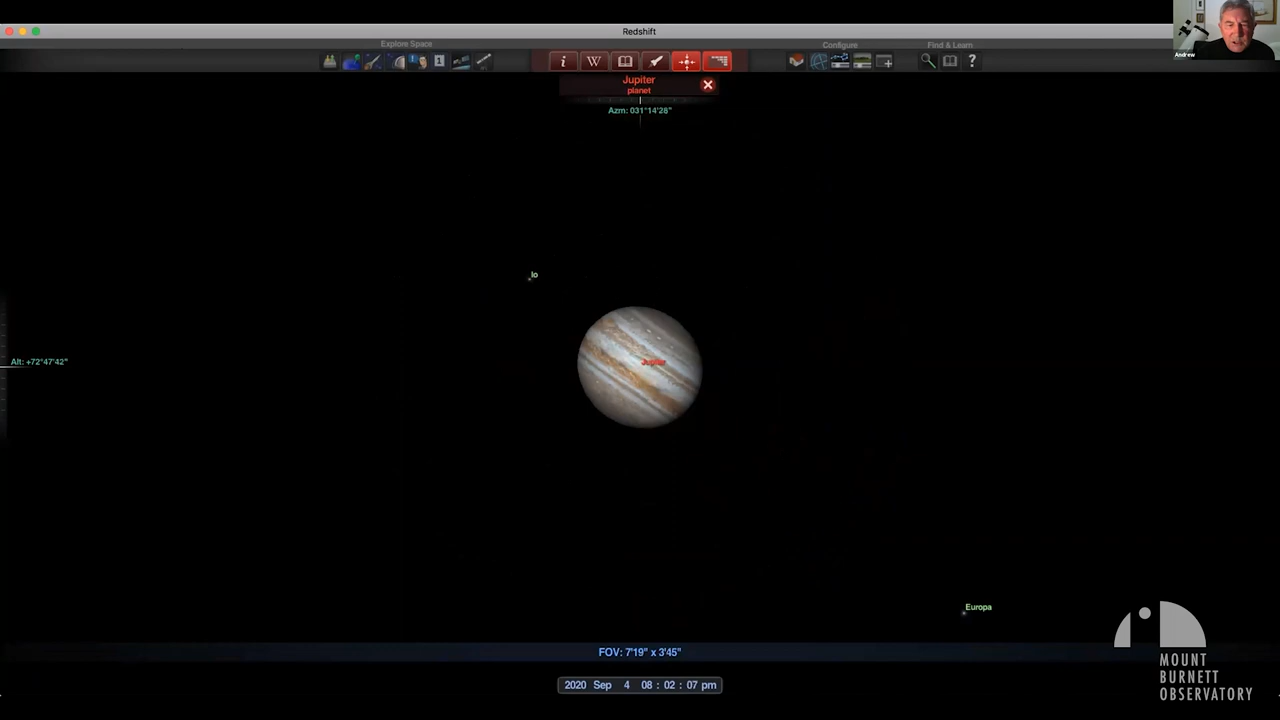 Redshift
Andrew
Explore Space
Configure
Find & Learn
i
W
1
?
Jupiter
planet
Azm: 031°14'28"
Io
Alt: +72°47'42"
Jupiter
Europa
FOV: 7'19" x 3'45"
2020 Sep 4 08 : 02 : 07 pm
MOUNT
BURNETT
OBSERVATORY